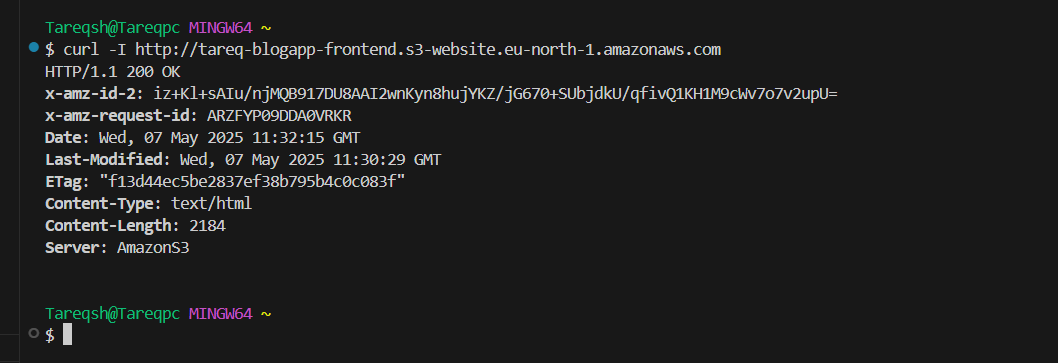 Tareqsh@Tareqpc MINGW64 ~
$ curl -I http://tareq-blogapp-frontend.s3-website.eu-north-1.amazonaws.com
HTTP/1.1 200 OK
x-amz-id-2: iz+Kl+sAIu/njMQB917DU8AAI2wnKyn8hujYKZ/jG670+SUbjdkU/qfivQ1KH1M9cWv7o7v2upU=
x-amz-request-id: ARZFYP09DDA0VRKR
Date: Wed, 07 May 2025 11:32:15 GMT
Last-Modified: Wed, 07 May 2025 11:30:29 GMT
ETag: "f13d44ec5be2837ef38b795b4c0c083f"
Content-Type: text/html
Content-Length: 2184
Server: AmazonS3
Tareqsh@Tareqpc MINGW64 ~
$